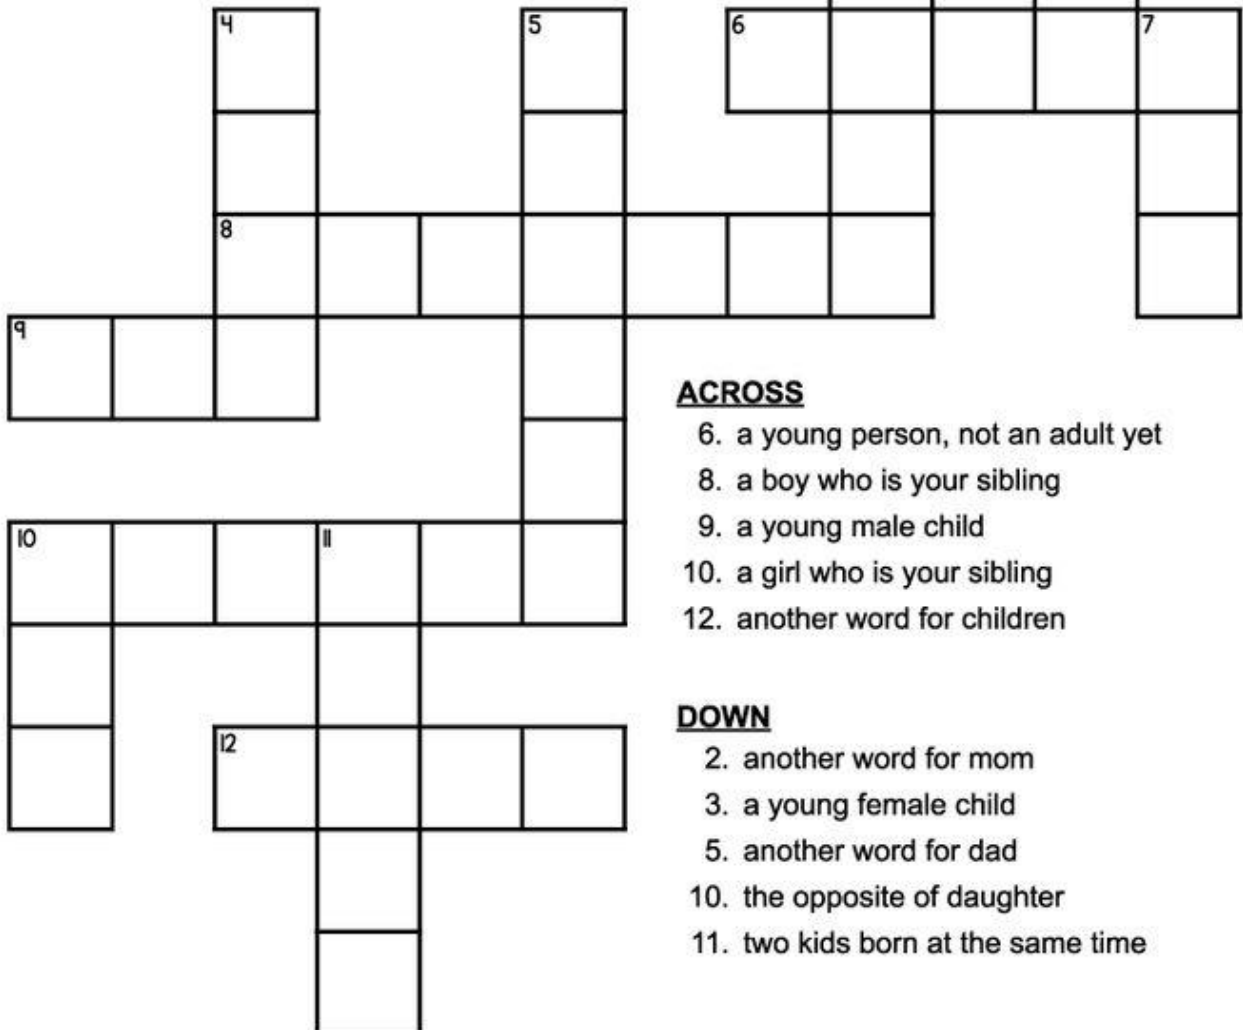 4 5 6 7
8
9
10 11
12
ACROSS
6. a young person, not an adult yet
8. a boy who is your sibling
9. a young male child
10. a girl who is your sibling
12. another word for children
DOWN
2. another word for mom
3. a young female child
5. another word for dad
10. the opposite of daughter
11. two kids born at the same time